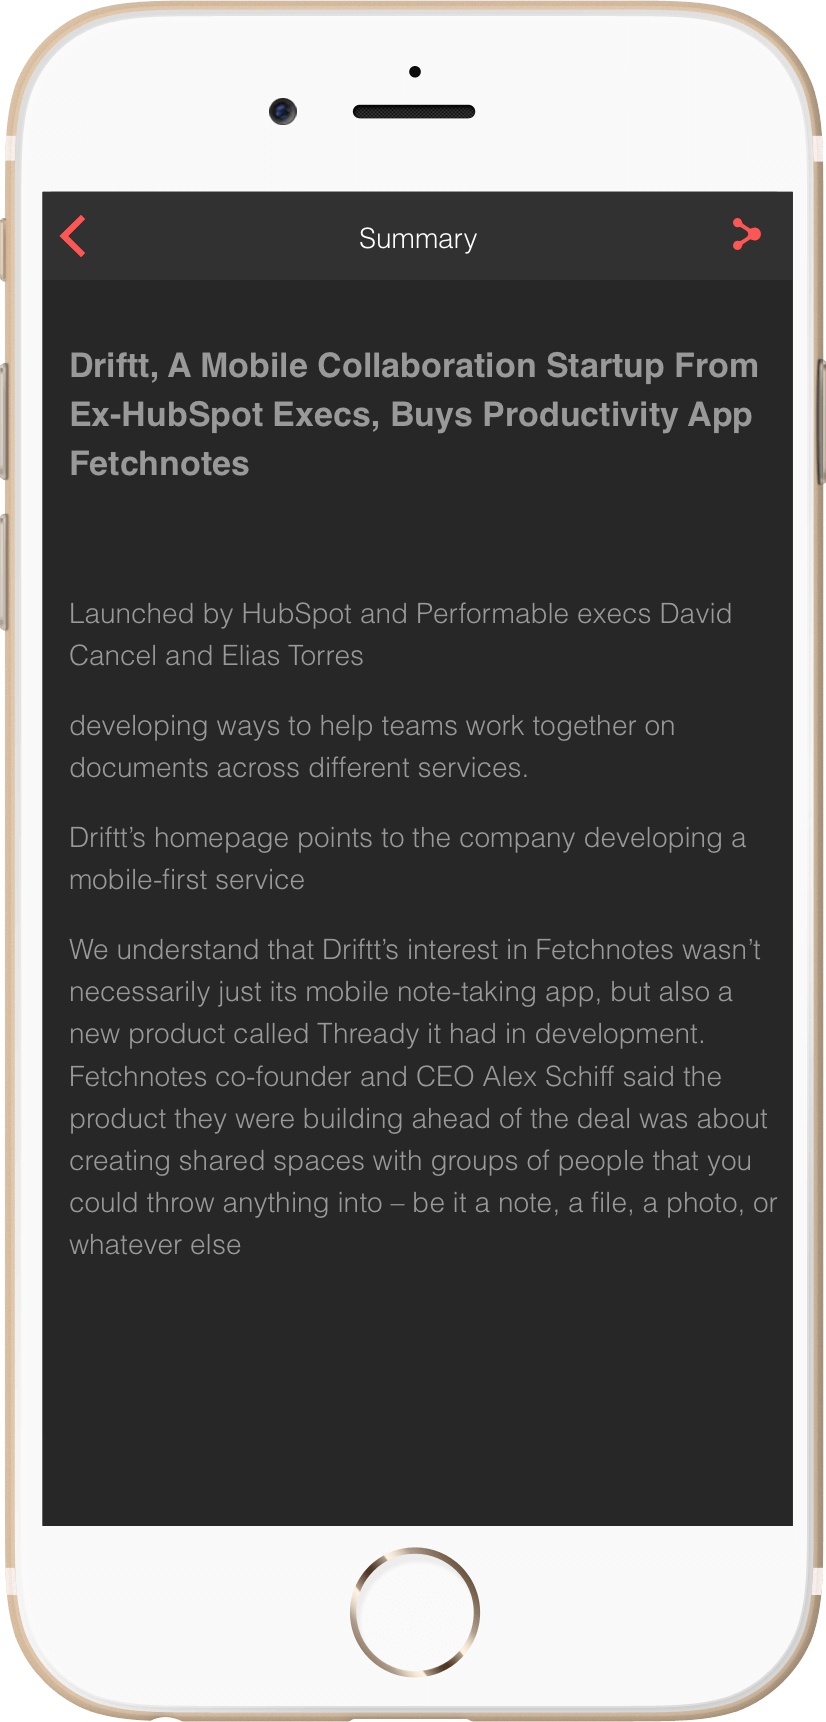 Summary
Driftt, A Mobile Collaboration Startup From
Ex-HubSpot Execs, Buys Productivity App
Fetchnotes
Launched by HubSpot and Performable execs David
Cancel and Elias Torres
developing ways to help teams work together on
documents across different services.
Driftt’s homepage points to the company developing a
mobile-first service
We understand that Driftt’s interest in Fetchnotes wasn’t
necessarily just its mobile note-taking app, but also a
new product called Thready it had in development.
Fetchnotes co-founder and CEO Alex Schiff said the
product they were building ahead of the deal was about
creating shared spaces with groups of people that you
could throw anything into – be it a note, a file, a photo, or
whatever else